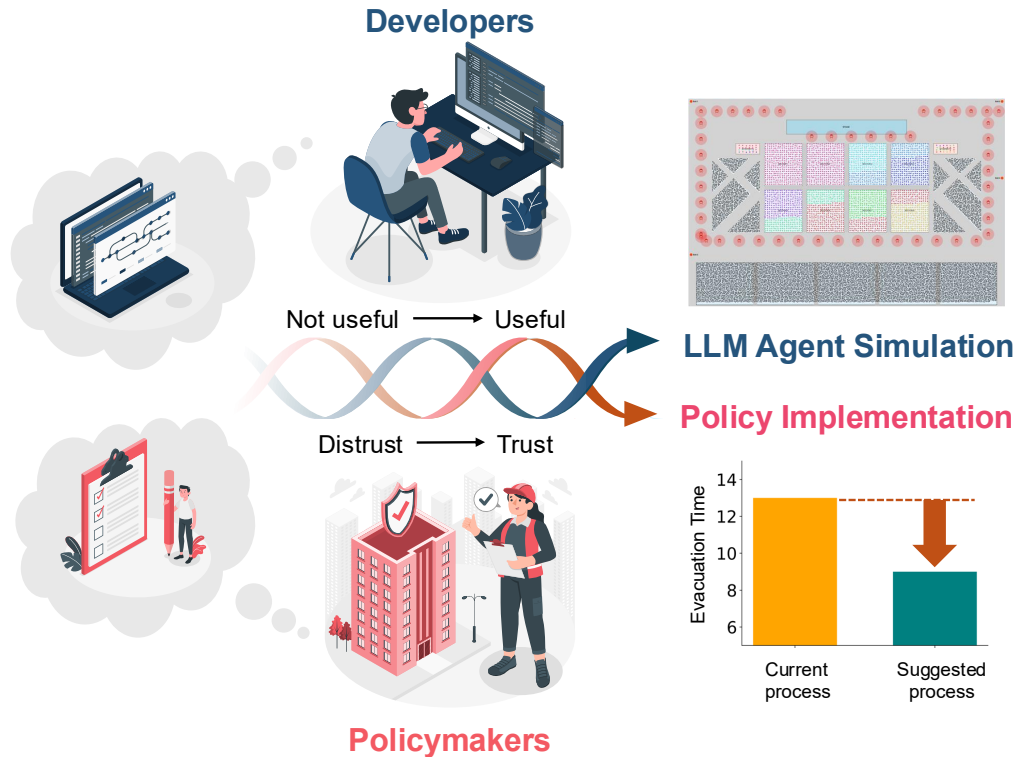 Developers
Not useful
Useful
LLM Agent Simulation
Policy Implementation
Distrust
Trust
Evacuation Time
14
12
10
8
6
Current
process
Suggested
process
Policymakers